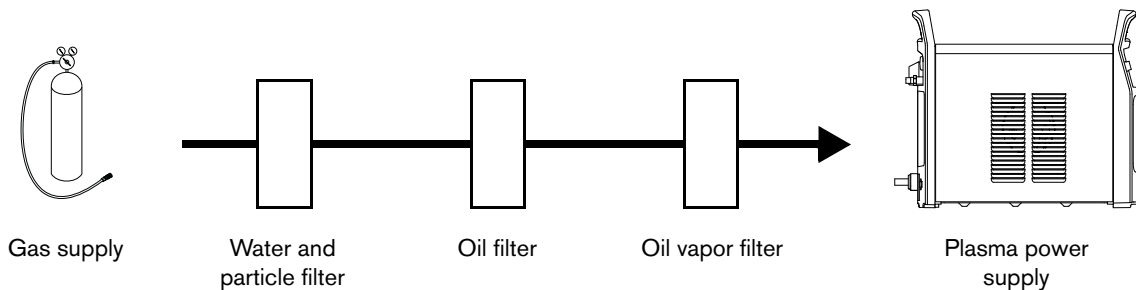 Gas supply
Water and
particle filter
Oil filter
Oil vapor filter
Plasma power
supply